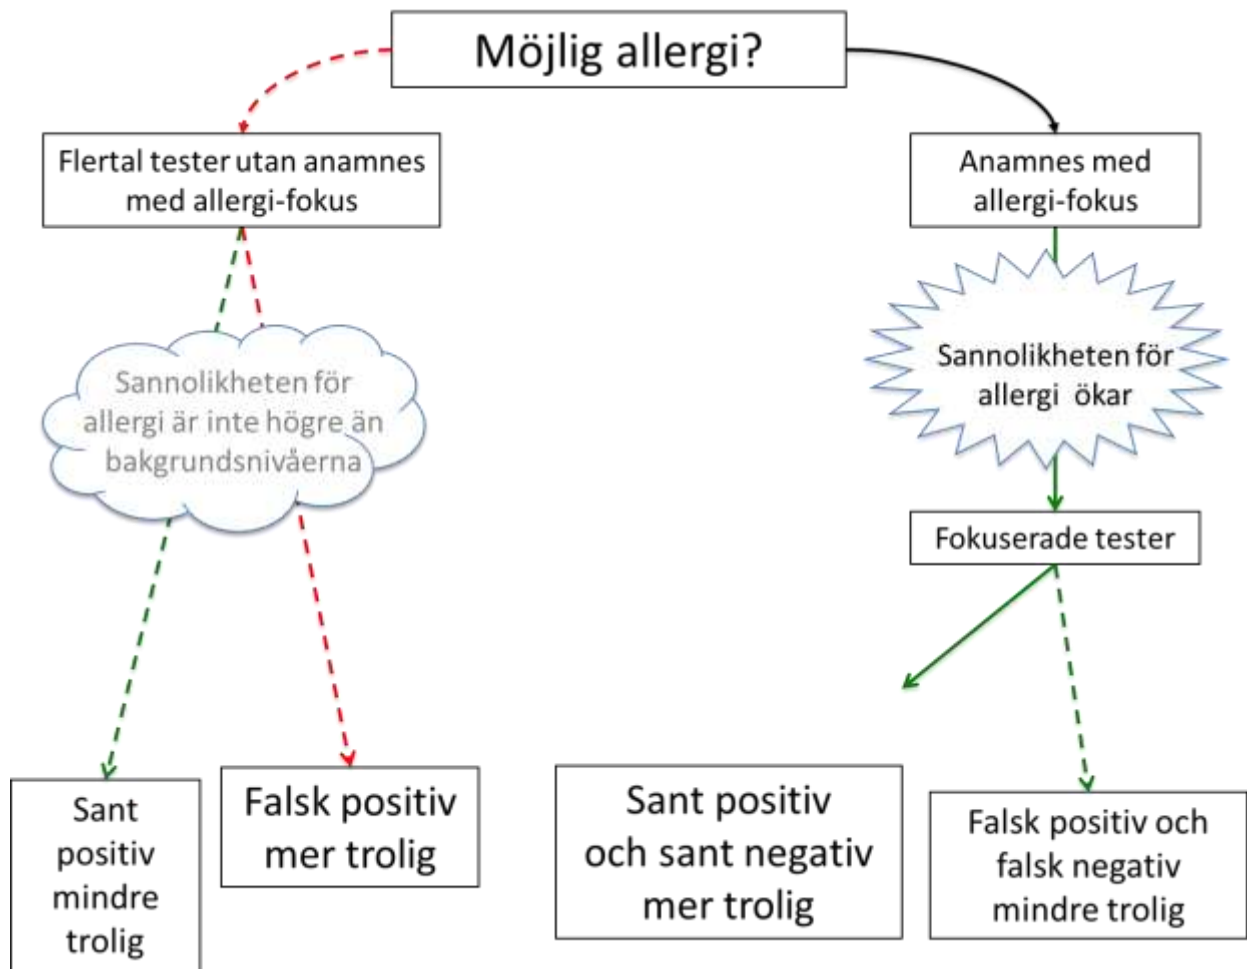 Möjlig allergi?
Flertal tester utan anamnes
med allergi-fokus
Anamnes med
allergi-fokus
Sannolikheten för
allergi är inte högre än
bakgrundsnivåerna
Sannolikheten för
allergi ökar
Fokuserade tester
Sant
positiv
mindre
trolig
Falsk positiv
mer trolig
Sant positiv
och sant negativ
mer trolig
Falsk positiv och
falsk negativ
mindre trolig